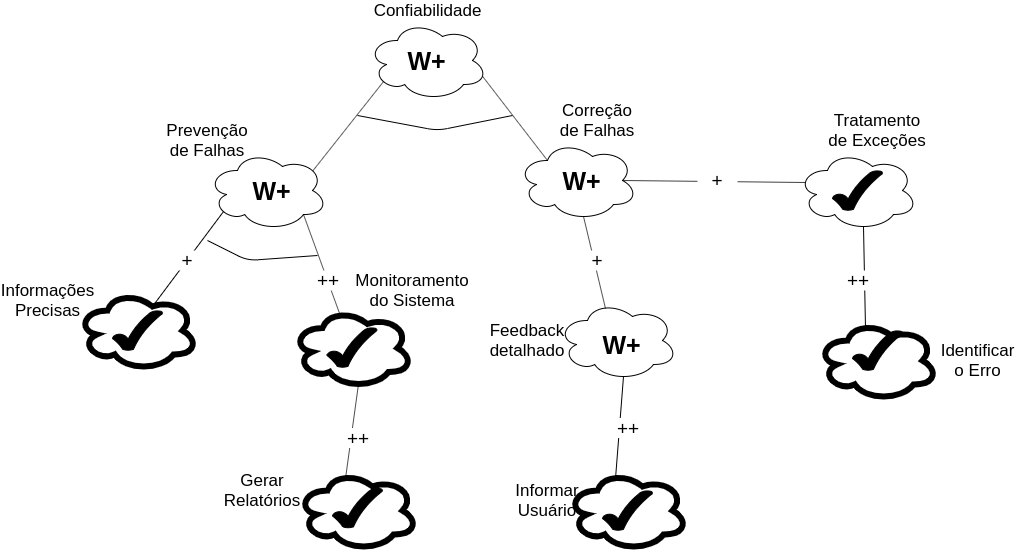 Confiabilidade
W+
Correção
de Falhas
Tratamento
de Exceções
Prevenção
de Falhas
W+
W+
+
+
++
+
++
Informações
Precisas
Monitoramento
do Sistema
Feedback
detalhado
W+
Identificar
o Erro
++
++
Gerar
Relatórios
Informar
Usuário